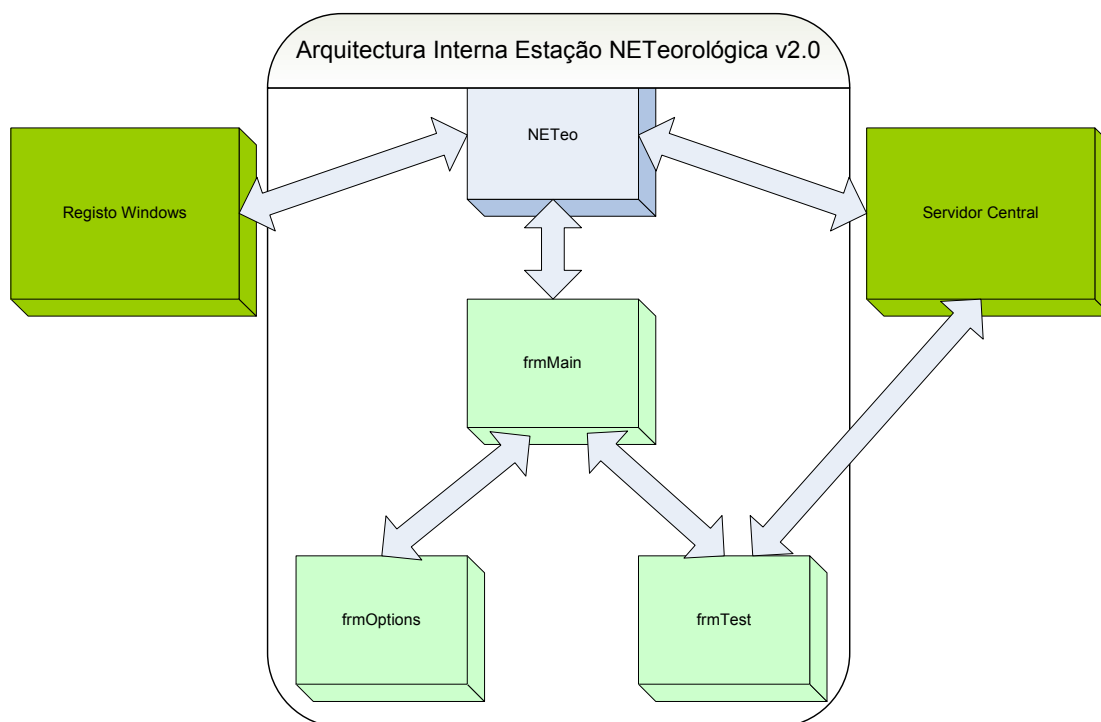 Arquitectura Interna Estação NETeorológica v2.0
NETeo
Registo Windows
Servidor Central
frmMain
frmOptions
frmTest